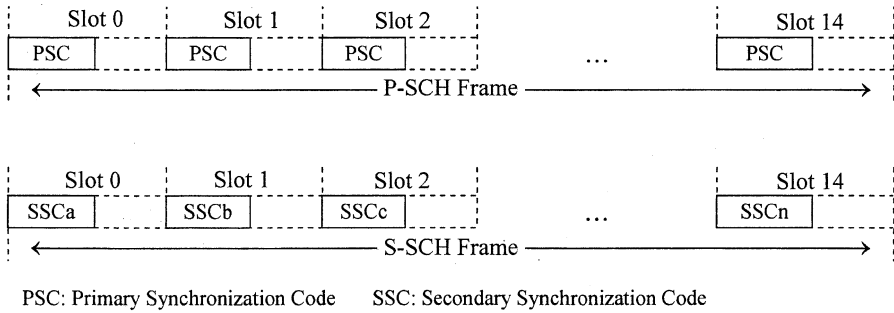 Slot 0 Slot 1 Slot 2 Slot 14
PSC PSC PSC ... PSC
P-SCH Frame
Slot 0 Slot 1 Slot 2 Slot 14
SSCa SSCb SSCc ... SSCn
S-SCH Frame
PSC: Primary Synchronization Code SSC: Secondary Synchronization Code